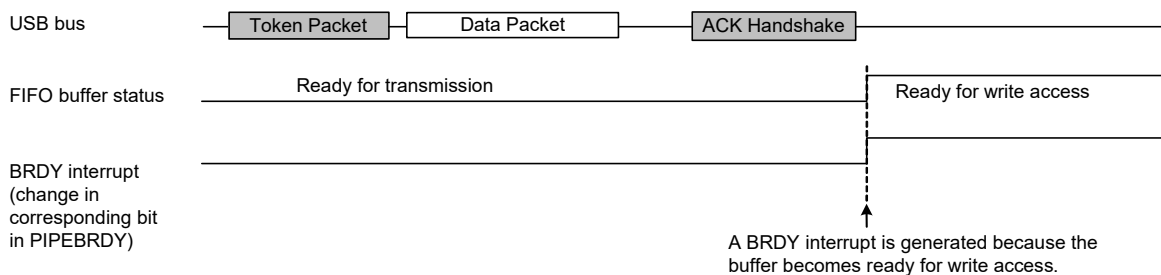 USB bus
Token Packet
Data Packet
ACK Handshake
FIFO buffer status
Ready for transmission
Ready for write access
BRDY interrupt
(change in
corresponding bit
in PIPEBRDY)
A BRDY interrupt is generated because the
buffer becomes ready for write access.